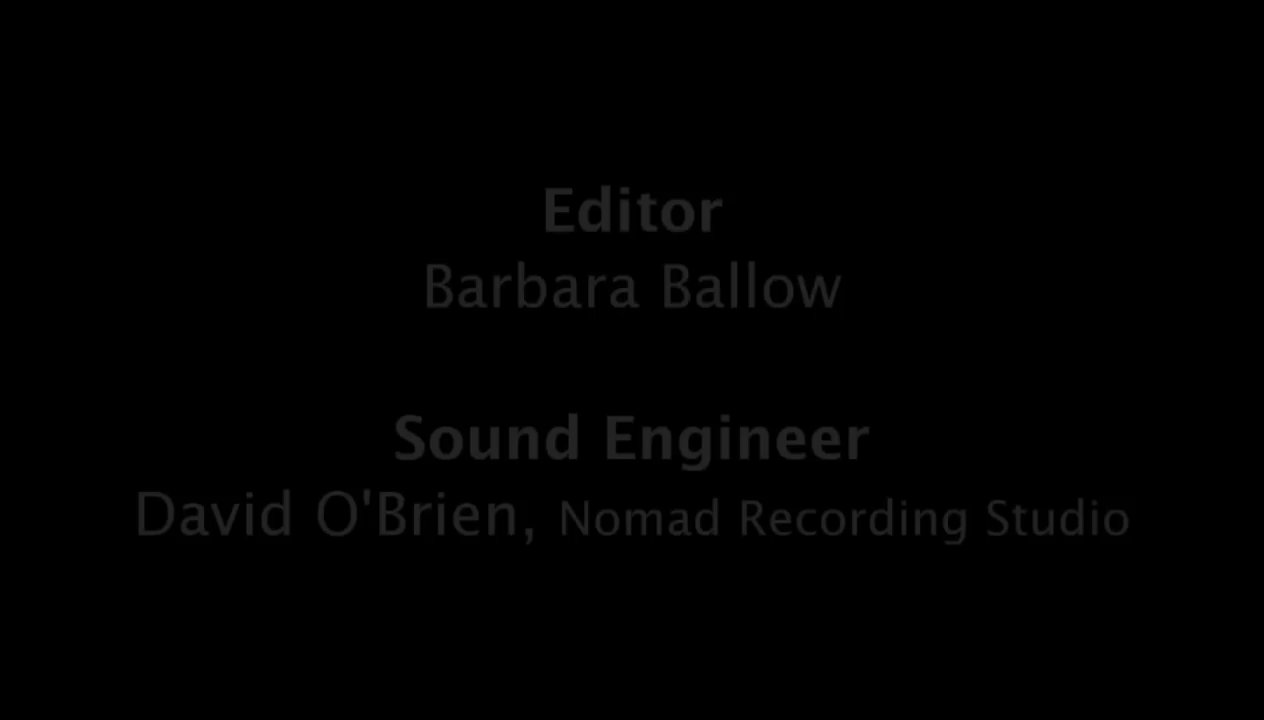 Editor
Barbara Ballow
Sound Engineer
David O'Brien, Nomad Recording Studio